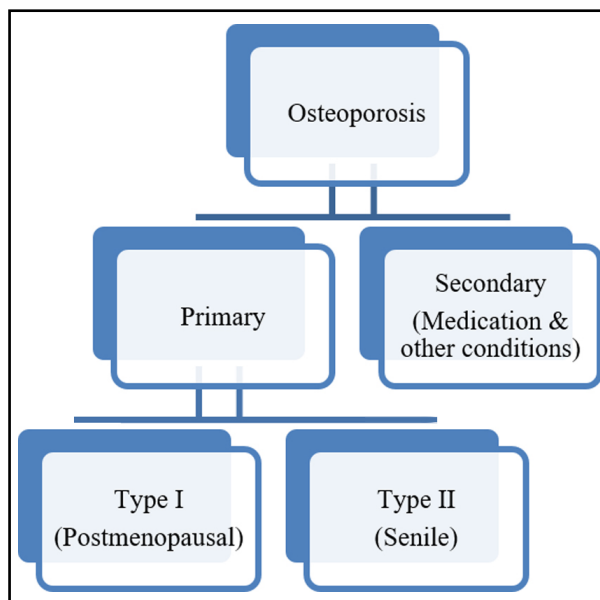 Osteoporosis
Primary
Secondary
(Medication &
other conditions)
Type I
(Postmenopausal)
Type II
(Senile)